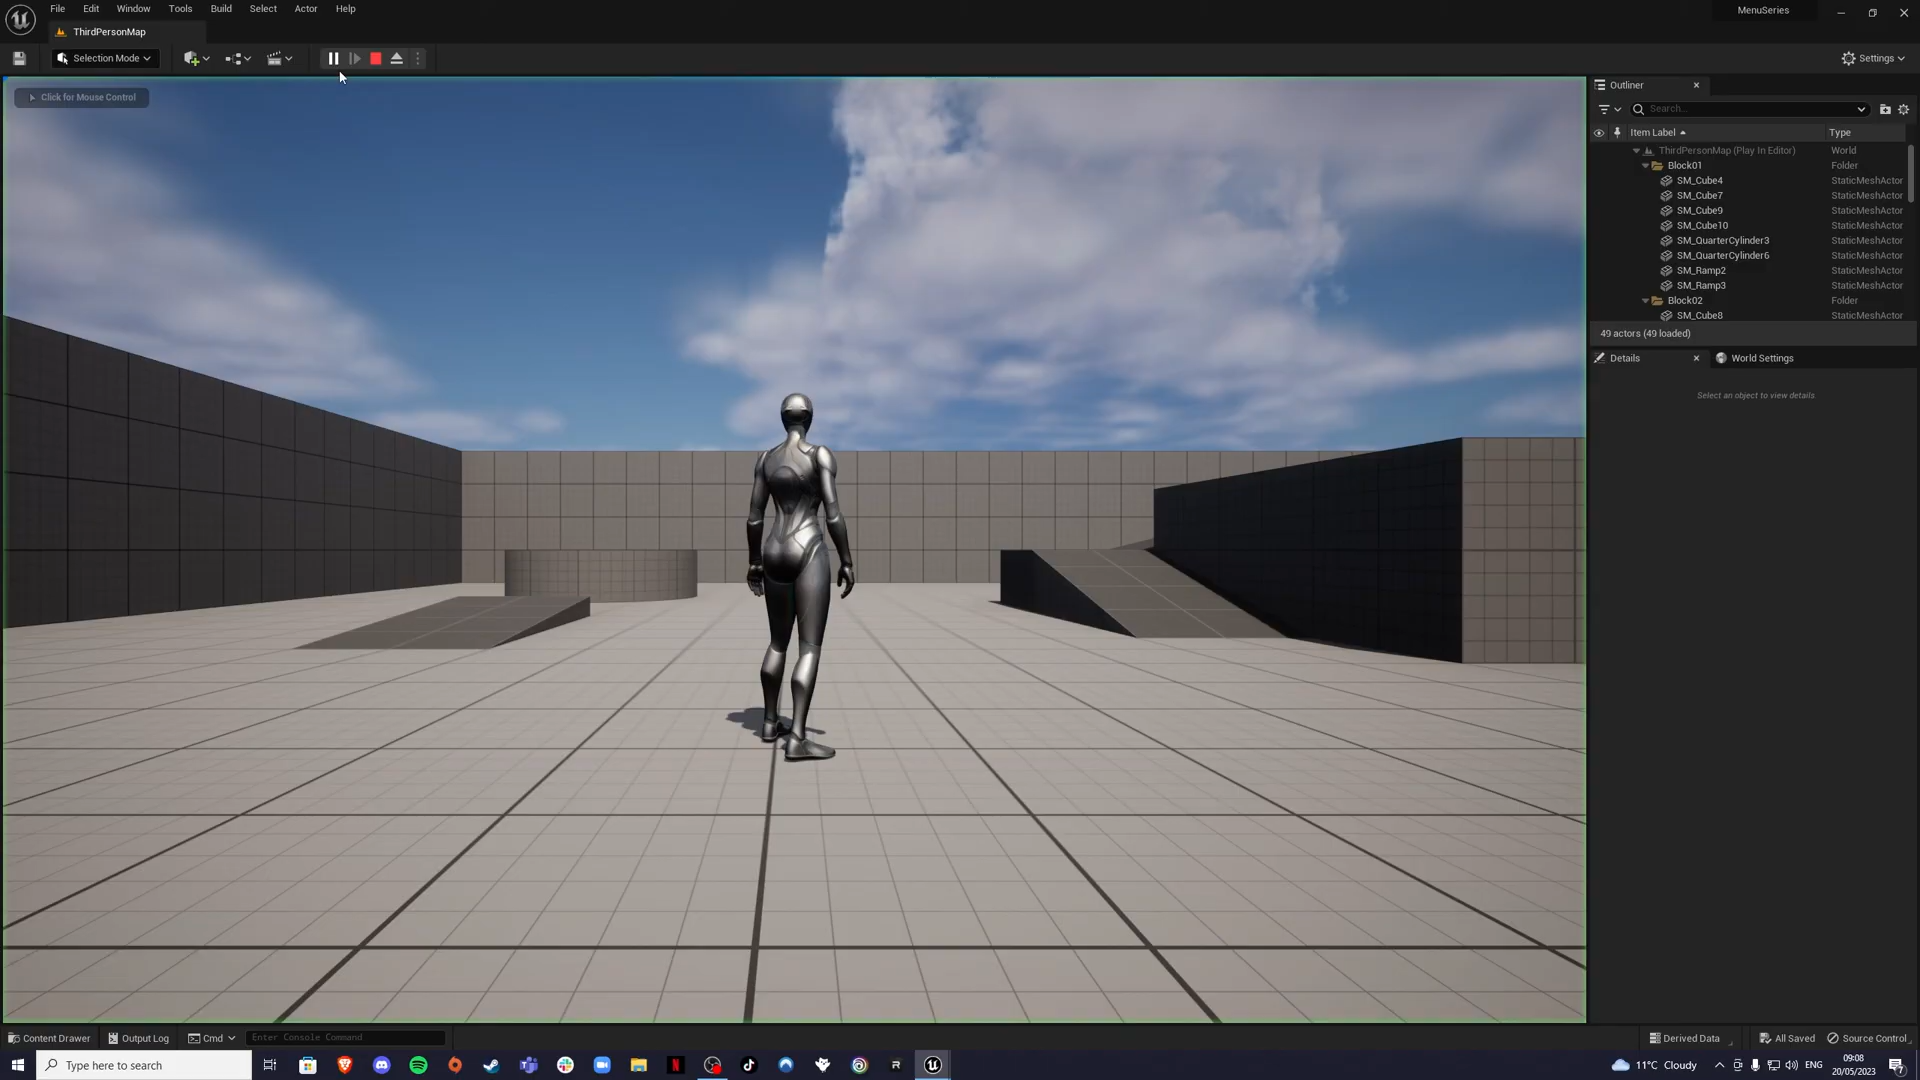 File Edit Window Tools Build Select Actor Help
MenuSeries
ThirdPersonMap
Selection Mode
Settings
Click for Mouse Control
Outliner
Search...
Item Label Type
ThirdPersonMap (Play In Editor) World
Block01 Folder
SM_Cube4 StaticMeshActor
SM_Cube7 StaticMeshActor
SM_Cube9 StaticMeshActor
SM_Cube10 StaticMeshActor
SM_QuarterCylinder3 StaticMeshActor
SM_QuarterCylinder6 StaticMeshActor
SM_Ramp2 StaticMeshActor
SM_Ramp3 StaticMeshActor
Block02 Folder
SM_Cube8 StaticMeshActor
49 actors (49 loaded)
Details World Settings
Select an object to view details
Content Drawer Output Log Cmd Enter Console Command
Derived Data All Saved Source Control
Type here to search
11°C Cloudy ENG
09:08
20/05/2023
7